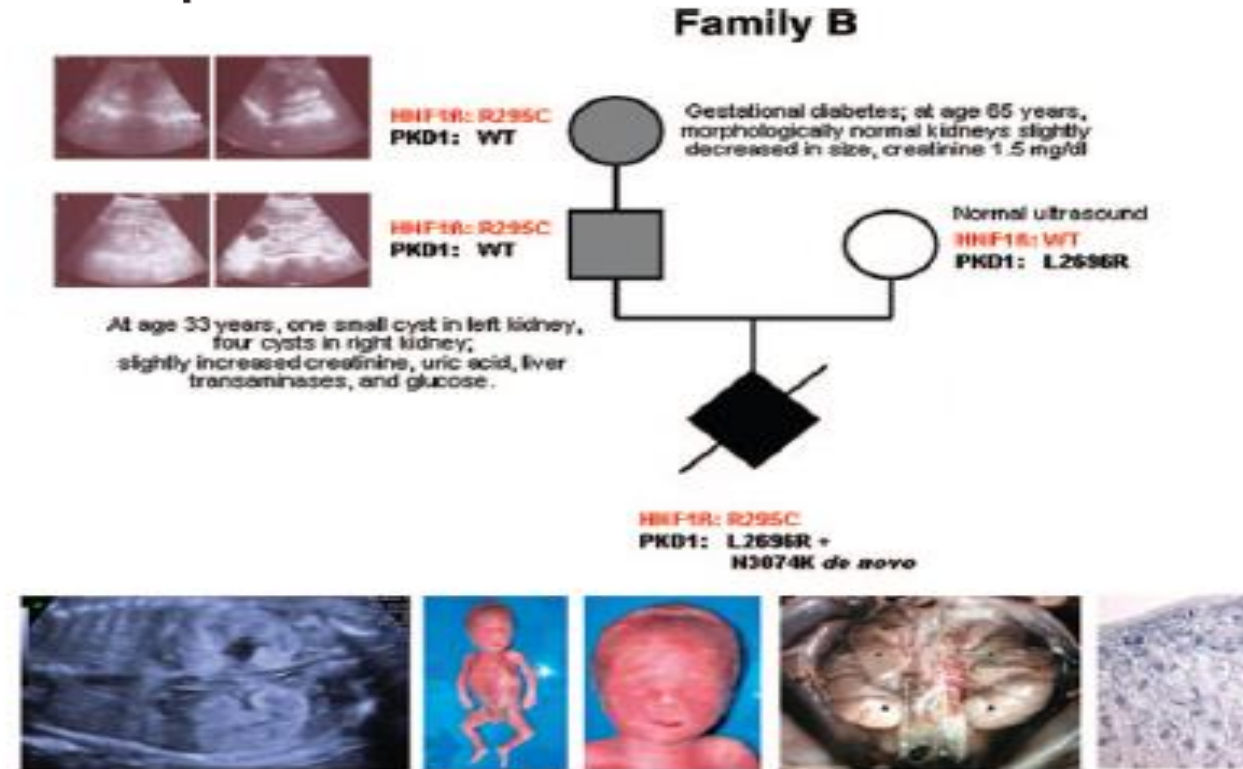 Family B
HNF1ß: R295C
PKD1: WT
Gestational diabetes; at age 65 years,
morphologically normal kidneys slightly
decreased in size, creatinine 1.5 mg/dl
HNF1ß: R295C
PKD1: WT
Normal ultrasound
HNF1ß: WT
PKD1: L2696R
At age 33 years, one small cyst in left kidney,
four cysts in right kidney;
slightly increased creatinine, uric acid, liver
transaminases, and glucose.
HNF1ß: R295C
PKD1: L2696R +
N3074K de novo